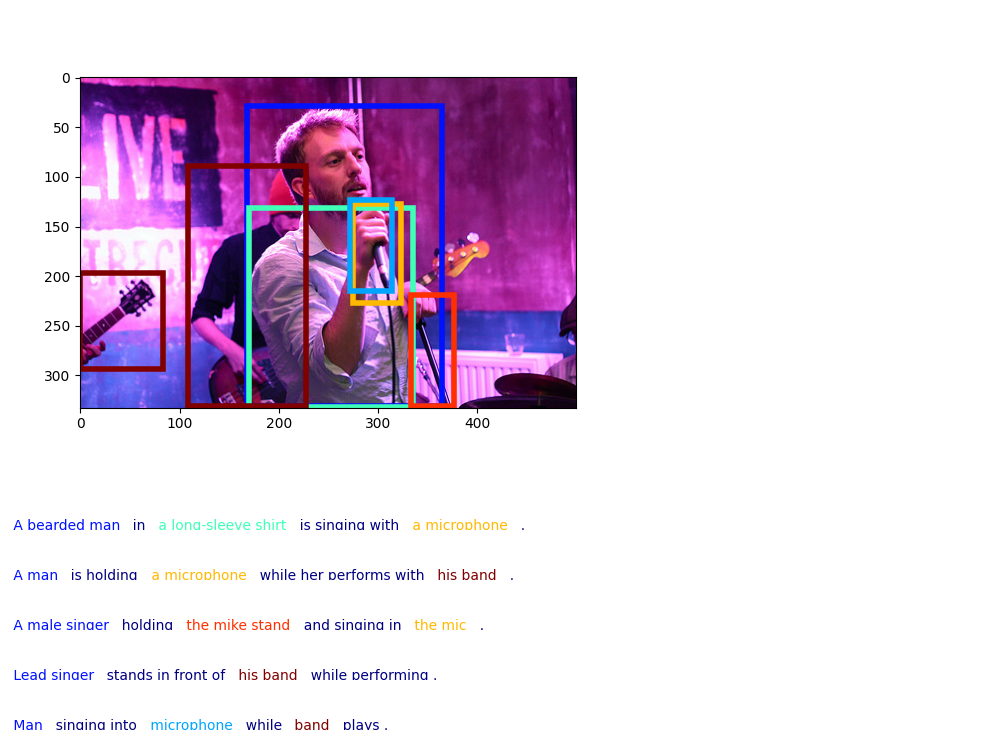 0
50
100
150
200
250
300
0 100 200 300 400
LIVE
A bearded man in a long-sleeve shirt is singing with a microphone .
A man is holding a microphone while her performs with his band .
A male singer holding the mike stand and singing in the mic .
Lead singer stands in front of his band while performing .
Man singing into microphone while band plays .